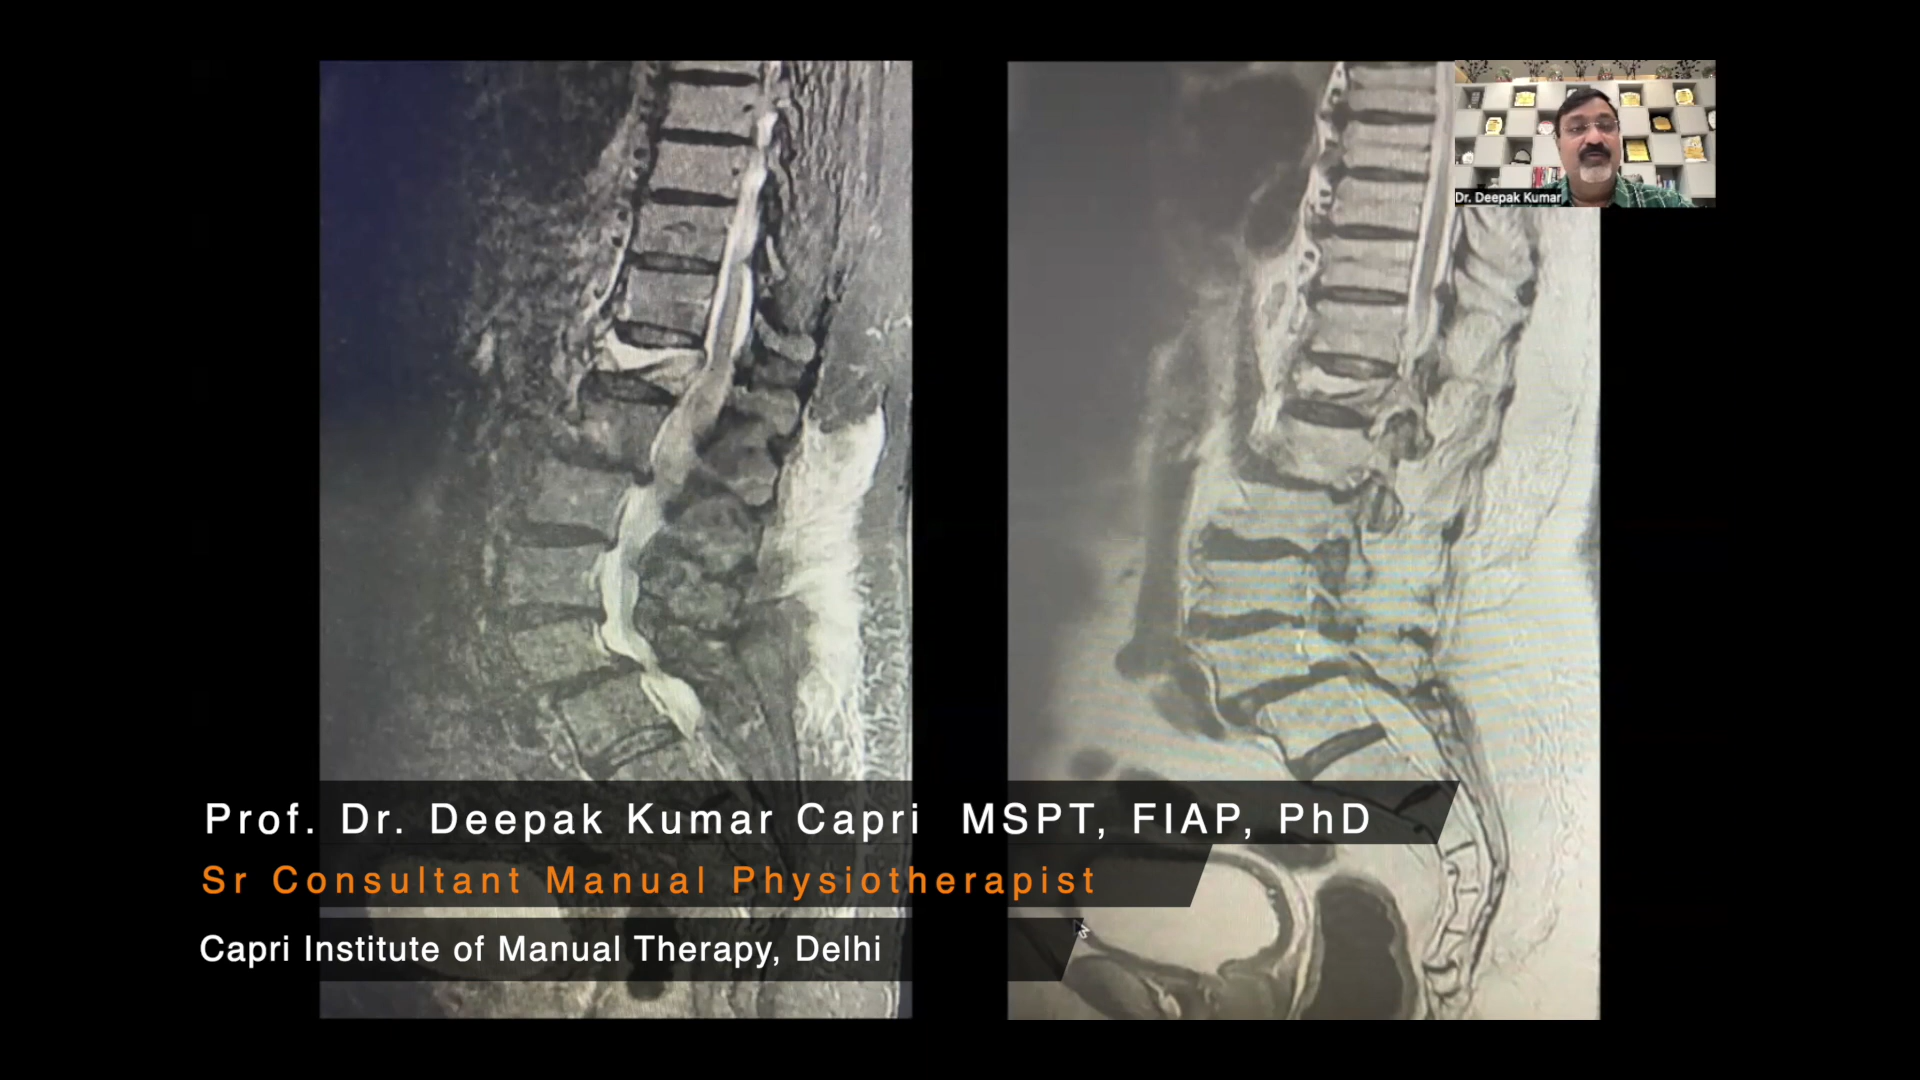 Dr. Deepak Kumar
Prof. Dr. Deepak Kumar Capri MSPT, FIAP, PhD
Sr Consultant Manual Physiotherapist
Capri Institute of Manual Therapy, Delhi